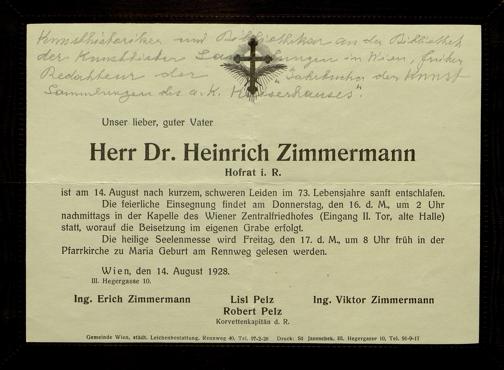 Kunsthistoriker und Bibliothekar an der Bibliothek
der Kunsthistor Sammlungen in Wien, früher
Redakteur der "Jahrbücher der Kunst
Sammlungen des a. K. Kaiserhauses".
Unser lieber, guter Vater
Herr Dr. Heinrich Zimmermann
Hofrat i. R.
ist am 14. August nach kurzem, schweren Leiden im 73. Lebensjahre sanft entschlafen.
Die feierliche Einsegnung findet am Donnerstag, den 16. d. M., um 2 Uhr
nachmittags in der Kapelle des Wiener Zentralfriedhofes (Eingang II. Tor, alte Halle)
statt, worauf die Beisetzung im eigenen Grabe erfolgt.
Die heilige Seelenmesse wird Freitag, den 17. d. M., um 8 Uhr früh in der
Pfarrkirche zu Maria Geburt am Rennweg gelesen werden.
Wien, den 14. August 1928.
III. Hegergasse 10.
Ing. Erich Zimmermann Lisl Pelz Ing. Viktor Zimmermann
Robert Pelz
Korvettenkapitän d. R.
Gemeinde Wien, städt. Leichenbestattung, Rennweg 40. Tel. Druck: St. Janeschek, III. Hegergasse 10, Tel.